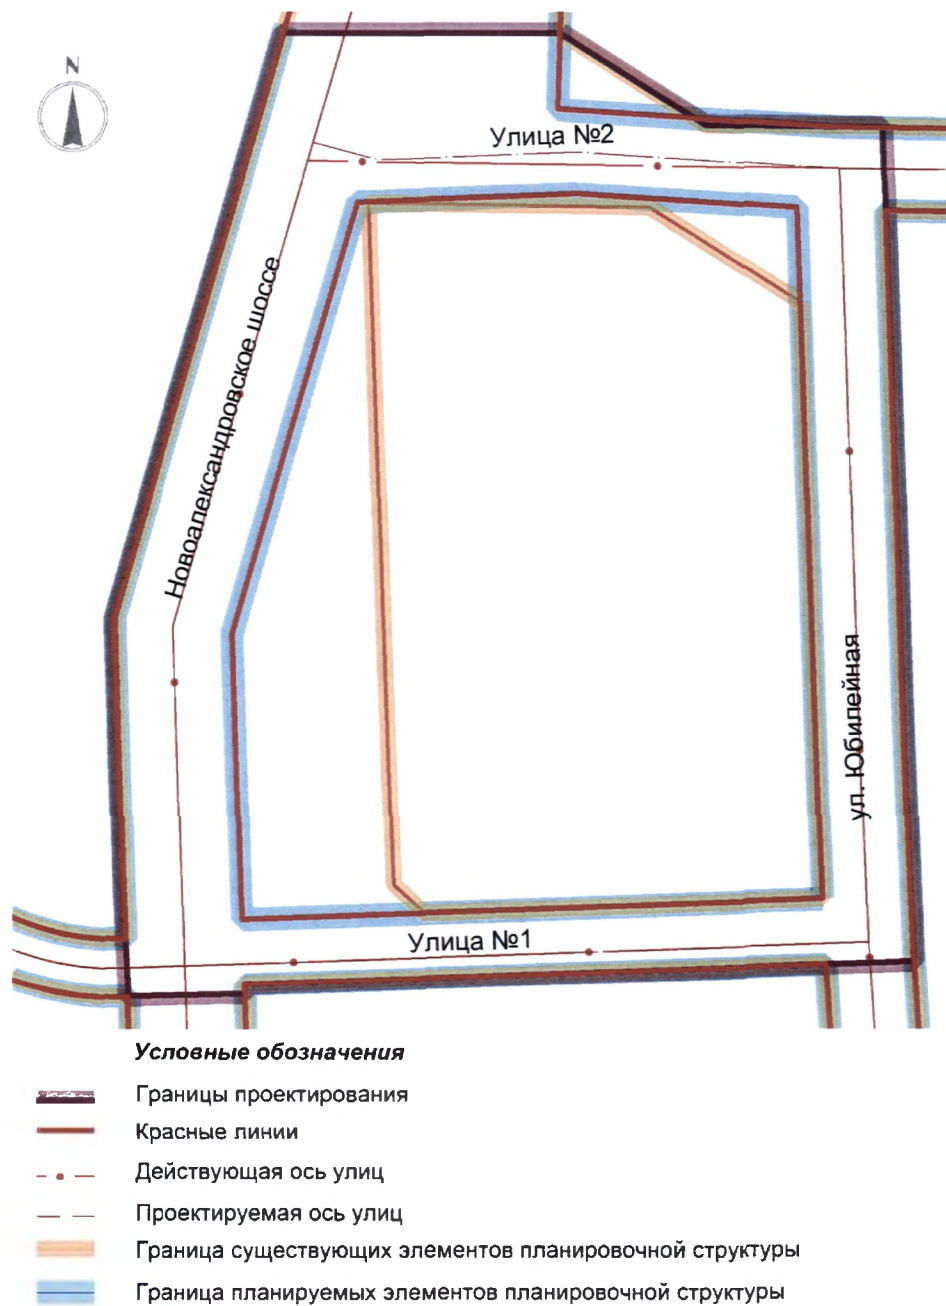 N
Улица №2
Новоалександровское шоссе
ул. Юбилейная
Улица №1
Условные обозначения
Границы проектирования
Красные линии
Действующая ось улиц
Проектируемая ось улиц
Граница существующих элементов планировочной структуры
Граница планируемых элементов планировочной структуры